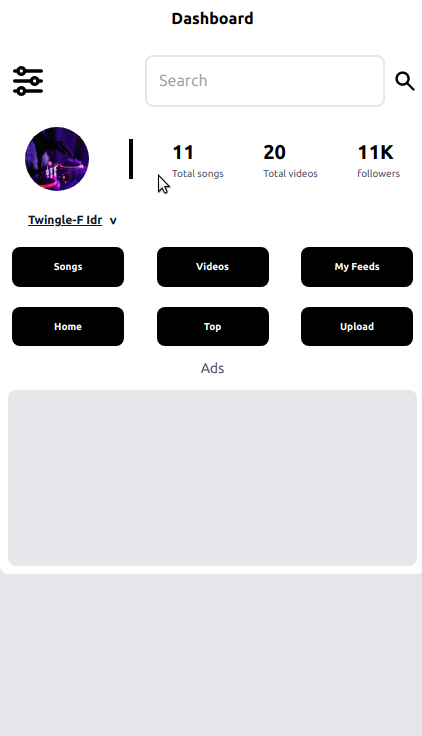 Dashboard
Search
11 20 11K
Total songs Total videos followers
Twingle-F Idr v
Songs Videos My Feeds
Home Top Upload
Ads